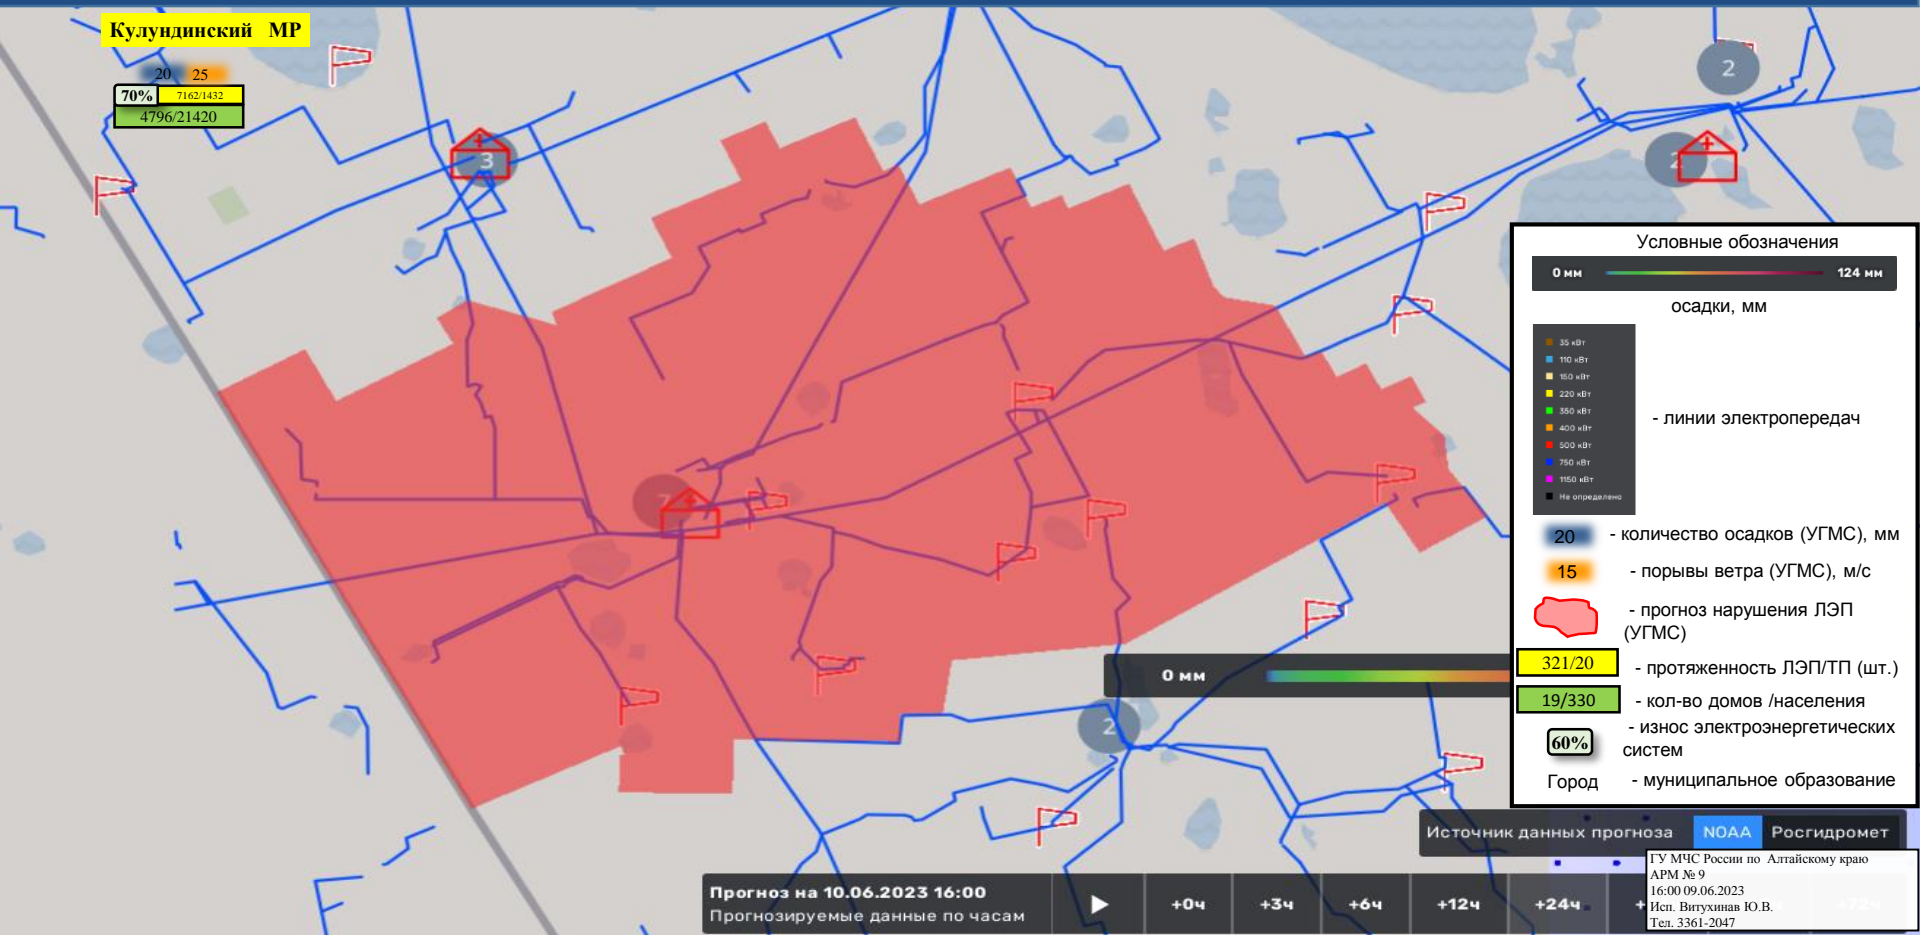 Кулундинский МР
20 25
70% 7162/1432
4796/21420
3
2
2
7
2
Условные обозначения
0 мм 124 мм
осадки, мм
35 кВт
110 кВт
150 кВт
220 кВт
350 кВт
400 кВт
500 кВт
750 кВт
1150 кВт
Не определено
- линии электропередач
20 - количество осадков (УГМС), мм
15 - порывы ветра (УГМС), м/с
- прогноз нарушения ЛЭП
(УГМС)
321/20 - протяженность ЛЭП/ТП (шт.)
19/330 - кол-во домов /населения
60% - износ электроэнергетических
систем
Город - муниципальное образование
0 мм
Источник данных прогноза NOAA Росгидромет
Прогноз на 10.06.2023 16:00
Прогнозируемые данные по часам
+0ч +3ч +6ч +12ч +24ч
ГУ МЧС России по Алтайскому краю
АРМ № 9
16:00 09.06.2023
Исп. Витухинав Ю.В.
Тел. 3361-2047